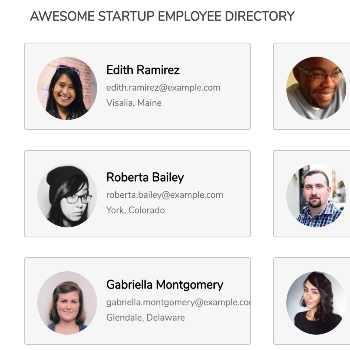 AWESOME STARTUP EMPLOYEE DIRECTORY
Edith Ramirez
edith.ramirez@example.com
Visalia, Maine
Roberta Bailey
roberta.bailey@example.com
York, Colorado
Gabriella Montgomery
gabriella.montgomery@example.co
Glendale, Delaware